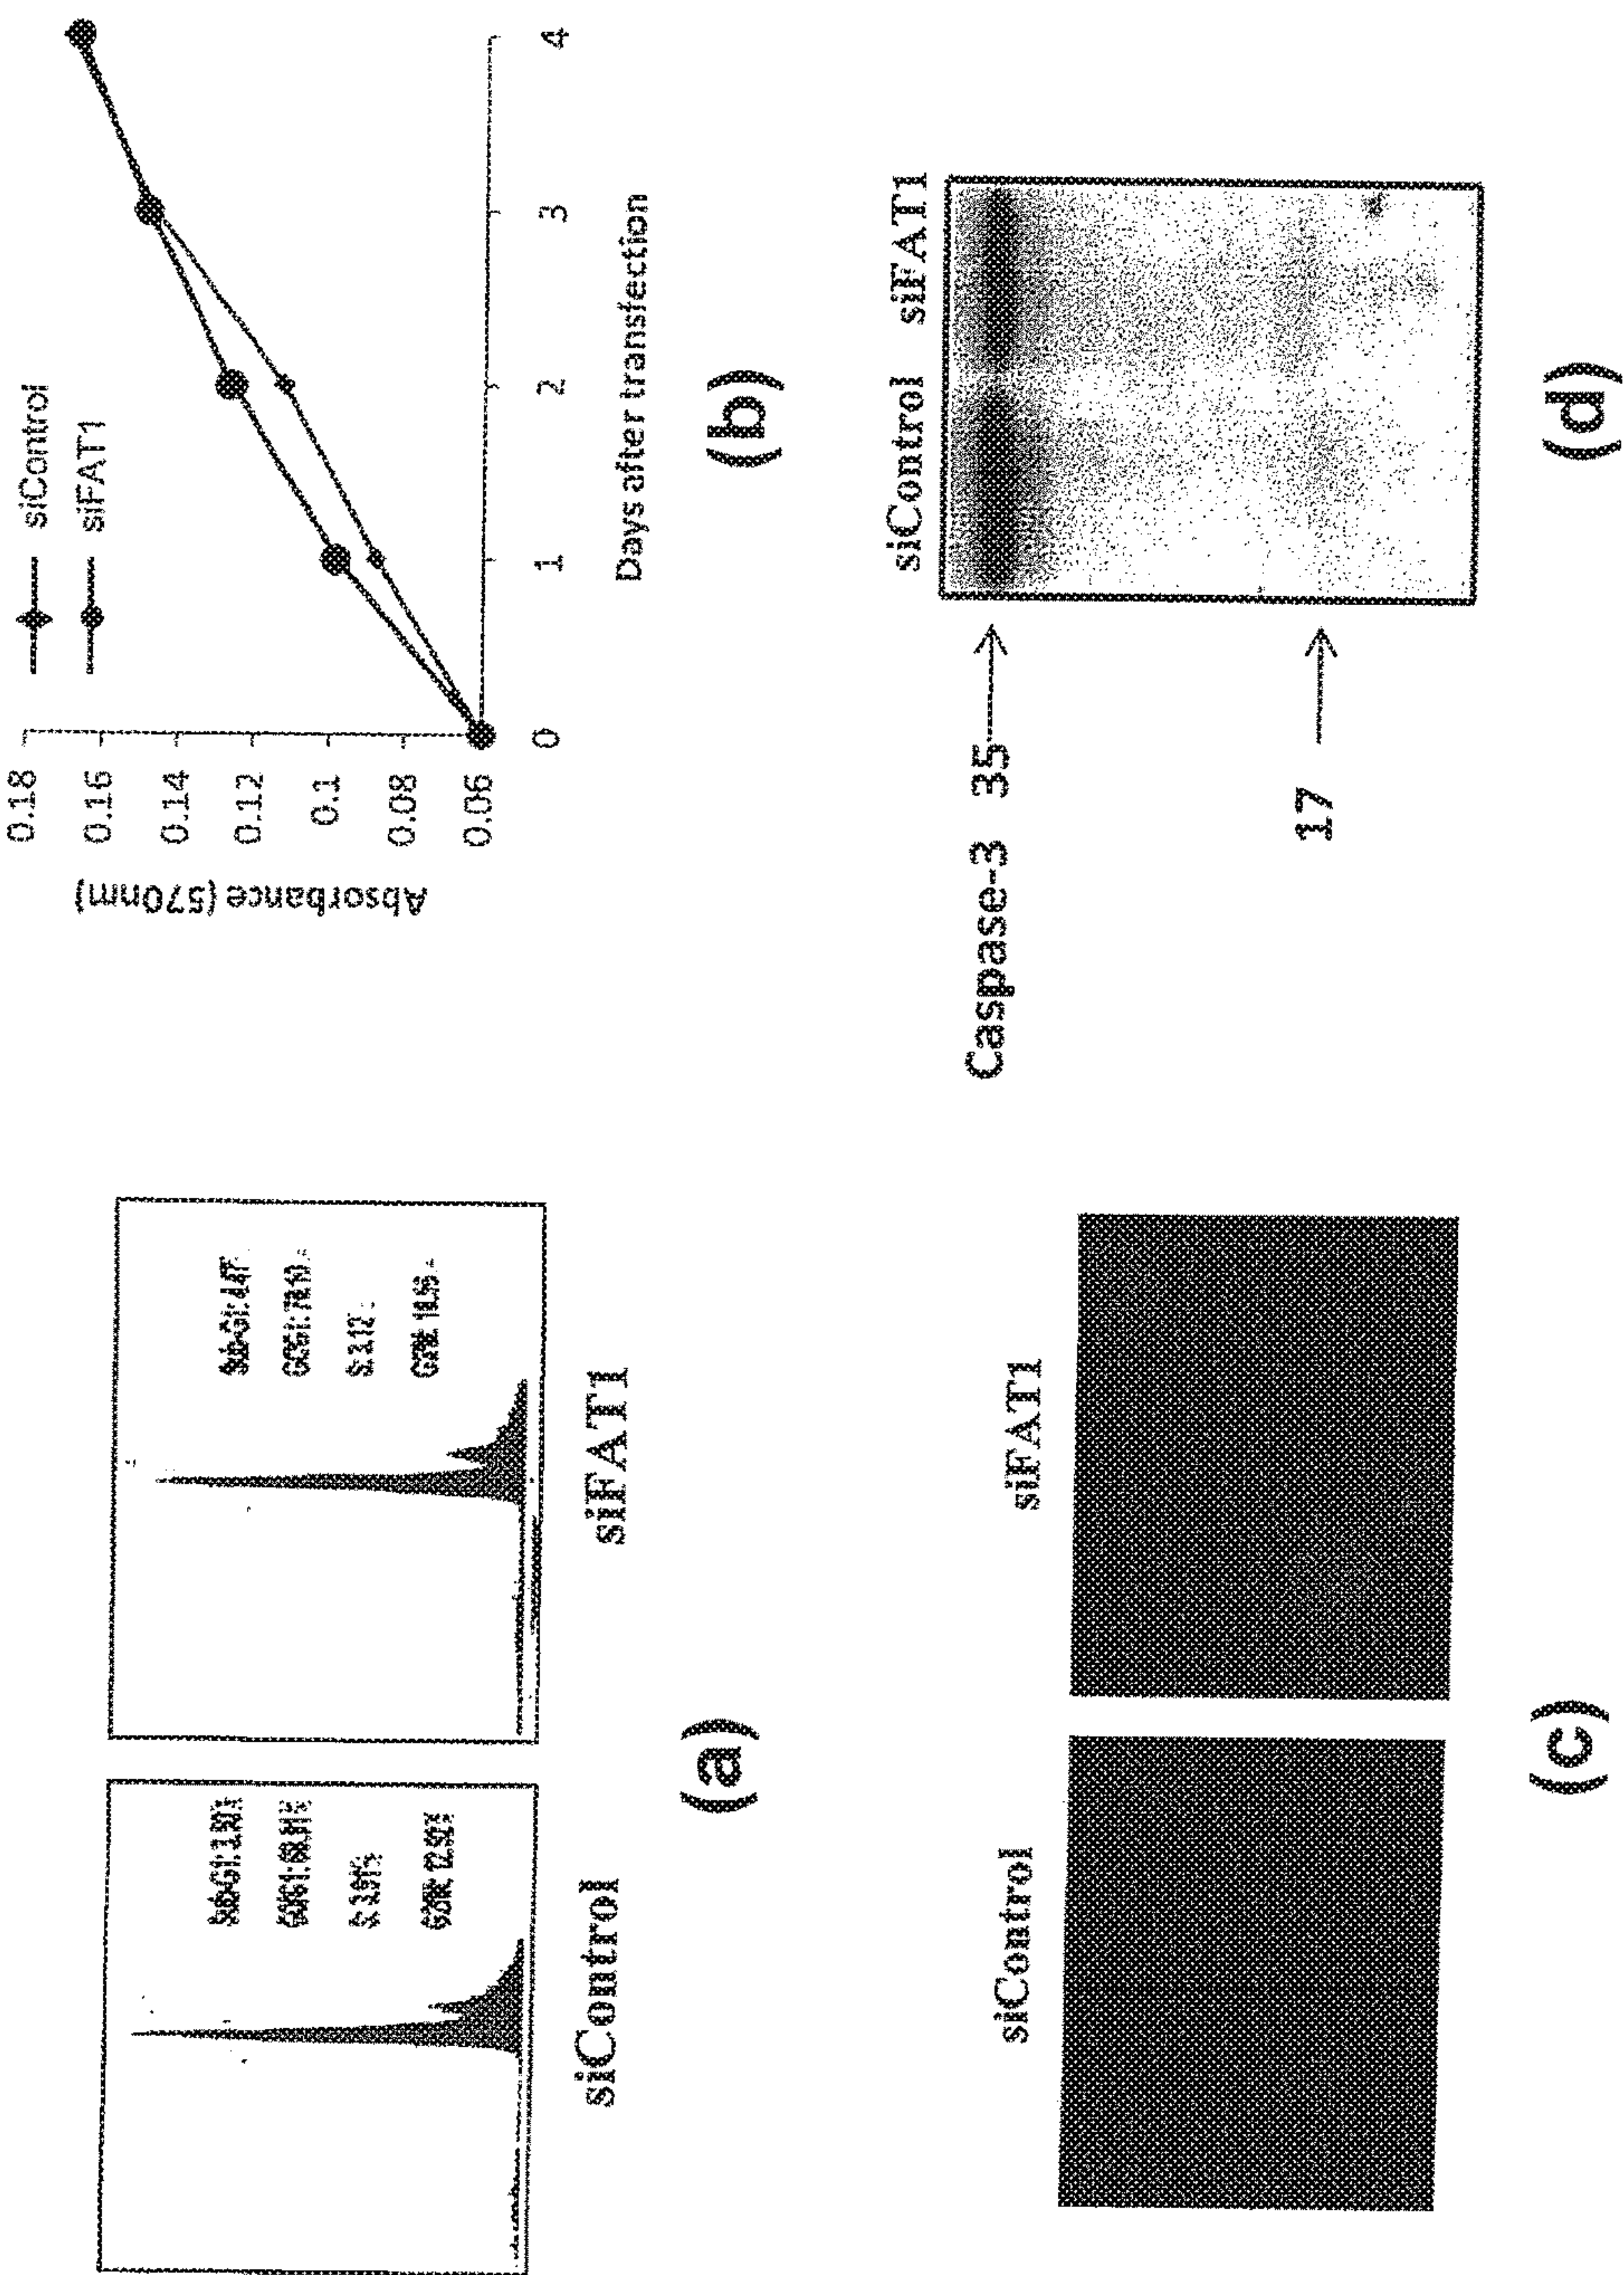 siControl
siFAT1
(a)
siControl
siFAT1
0.18
0.16
0.14
0.12
0.1
0.08
0.06
Absorbance (570nm)
0 1 2 3 4
Days after transfection
(b)
siControl siFAT1
(c)
siControl siFAT1
Caspase-3 35
17
(d)